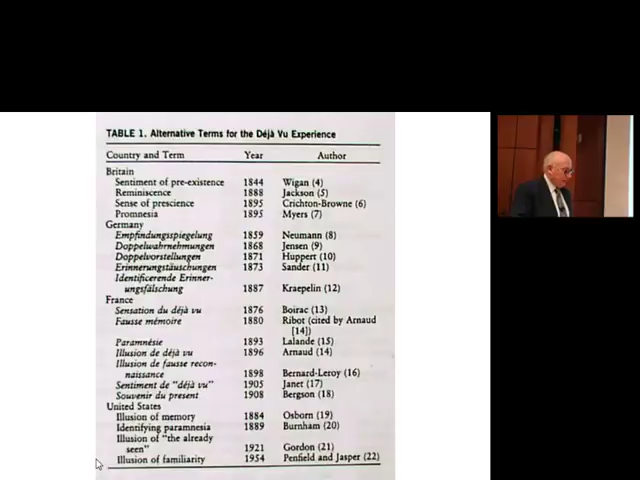 TABLE 1. Alternative Terms for the Déjà Vu Experience
Country and Term Year Author
Britain
Sentiment of pre-existence 1844 Wigan (4)
Reminiscence 1888 Jackson (5)
Sense of prescience 1895 Crichton-Browne (6)
Promnesia 1895 Myers (7)
Germany
Empfindungsspiegelung 1859 Neumann (8)
Doppelwahrnehmungen 1868 Jensen (9)
Doppelvorstellungen 1871 Huppert (10)
Erinnerungstäuschungen 1873 Sander (11)
Identificerende Erinner-
ungsfälschung 1887 Kraepelin (12)
France
Sensation du déjà vu 1876 Boirac (13)
Fausse mémoire 1880 Ribot (cited by Arnaud
[14])
Paramnésie 1893 Lalande (15)
Illusion de déjà vu 1896 Arnaud (14)
Illusion de fausse recon-
naissance 1898 Bernard-Leroy (16)
Sentiment de "déjà vu" 1905 Janet (17)
Souvenir du present 1908 Bergson (18)
United States
Illusion of memory 1884 Osborn (19)
Identifying paramnesia 1889 Burnham (20)
Illusion of "the already
seen" 1921 Gordon (21)
Illusion of familiarity 1954 Penfield and Jasper (22)